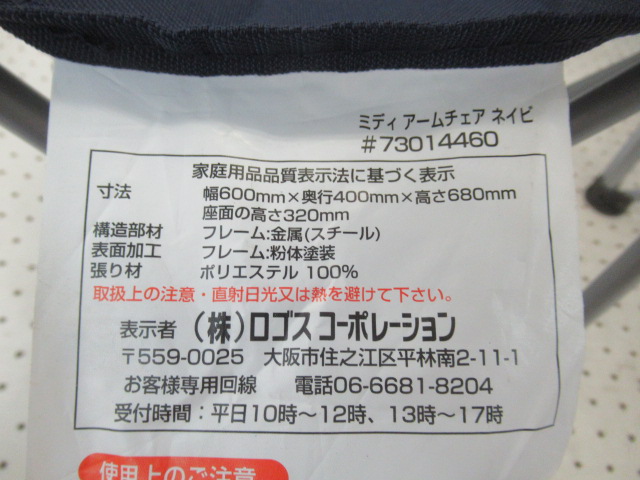 ミディ アームチェア ネイビ
#73014460
家庭用品品質表示法に基づく表示
寸法 幅600mm×奥行400mm×高さ680mm
座面の高さ320mm
構造部材 フレーム:金属(スチール)
表面加工 フレーム:粉体塗装
張り材 ポリエステル 100%
取扱上の注意・直射日光又は熱を避けて下さい。
表示者 (株)ロゴス コーポレーション
〒559-0025 大阪市住之江区平林南2-11-1
お客様専用回線 電話06-6681-8204
受付時間：平日10時～12時、13時～17時
使用上のご注意